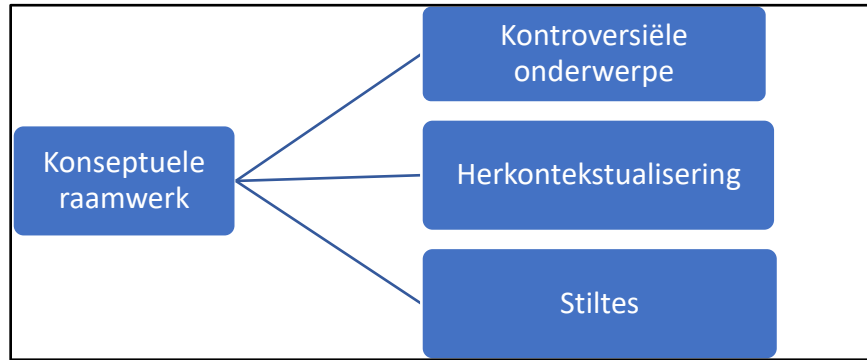 Kontroversiële
onderwerpe
Konseptuele
raamwerk
Herkontekstualisering
Stiltes